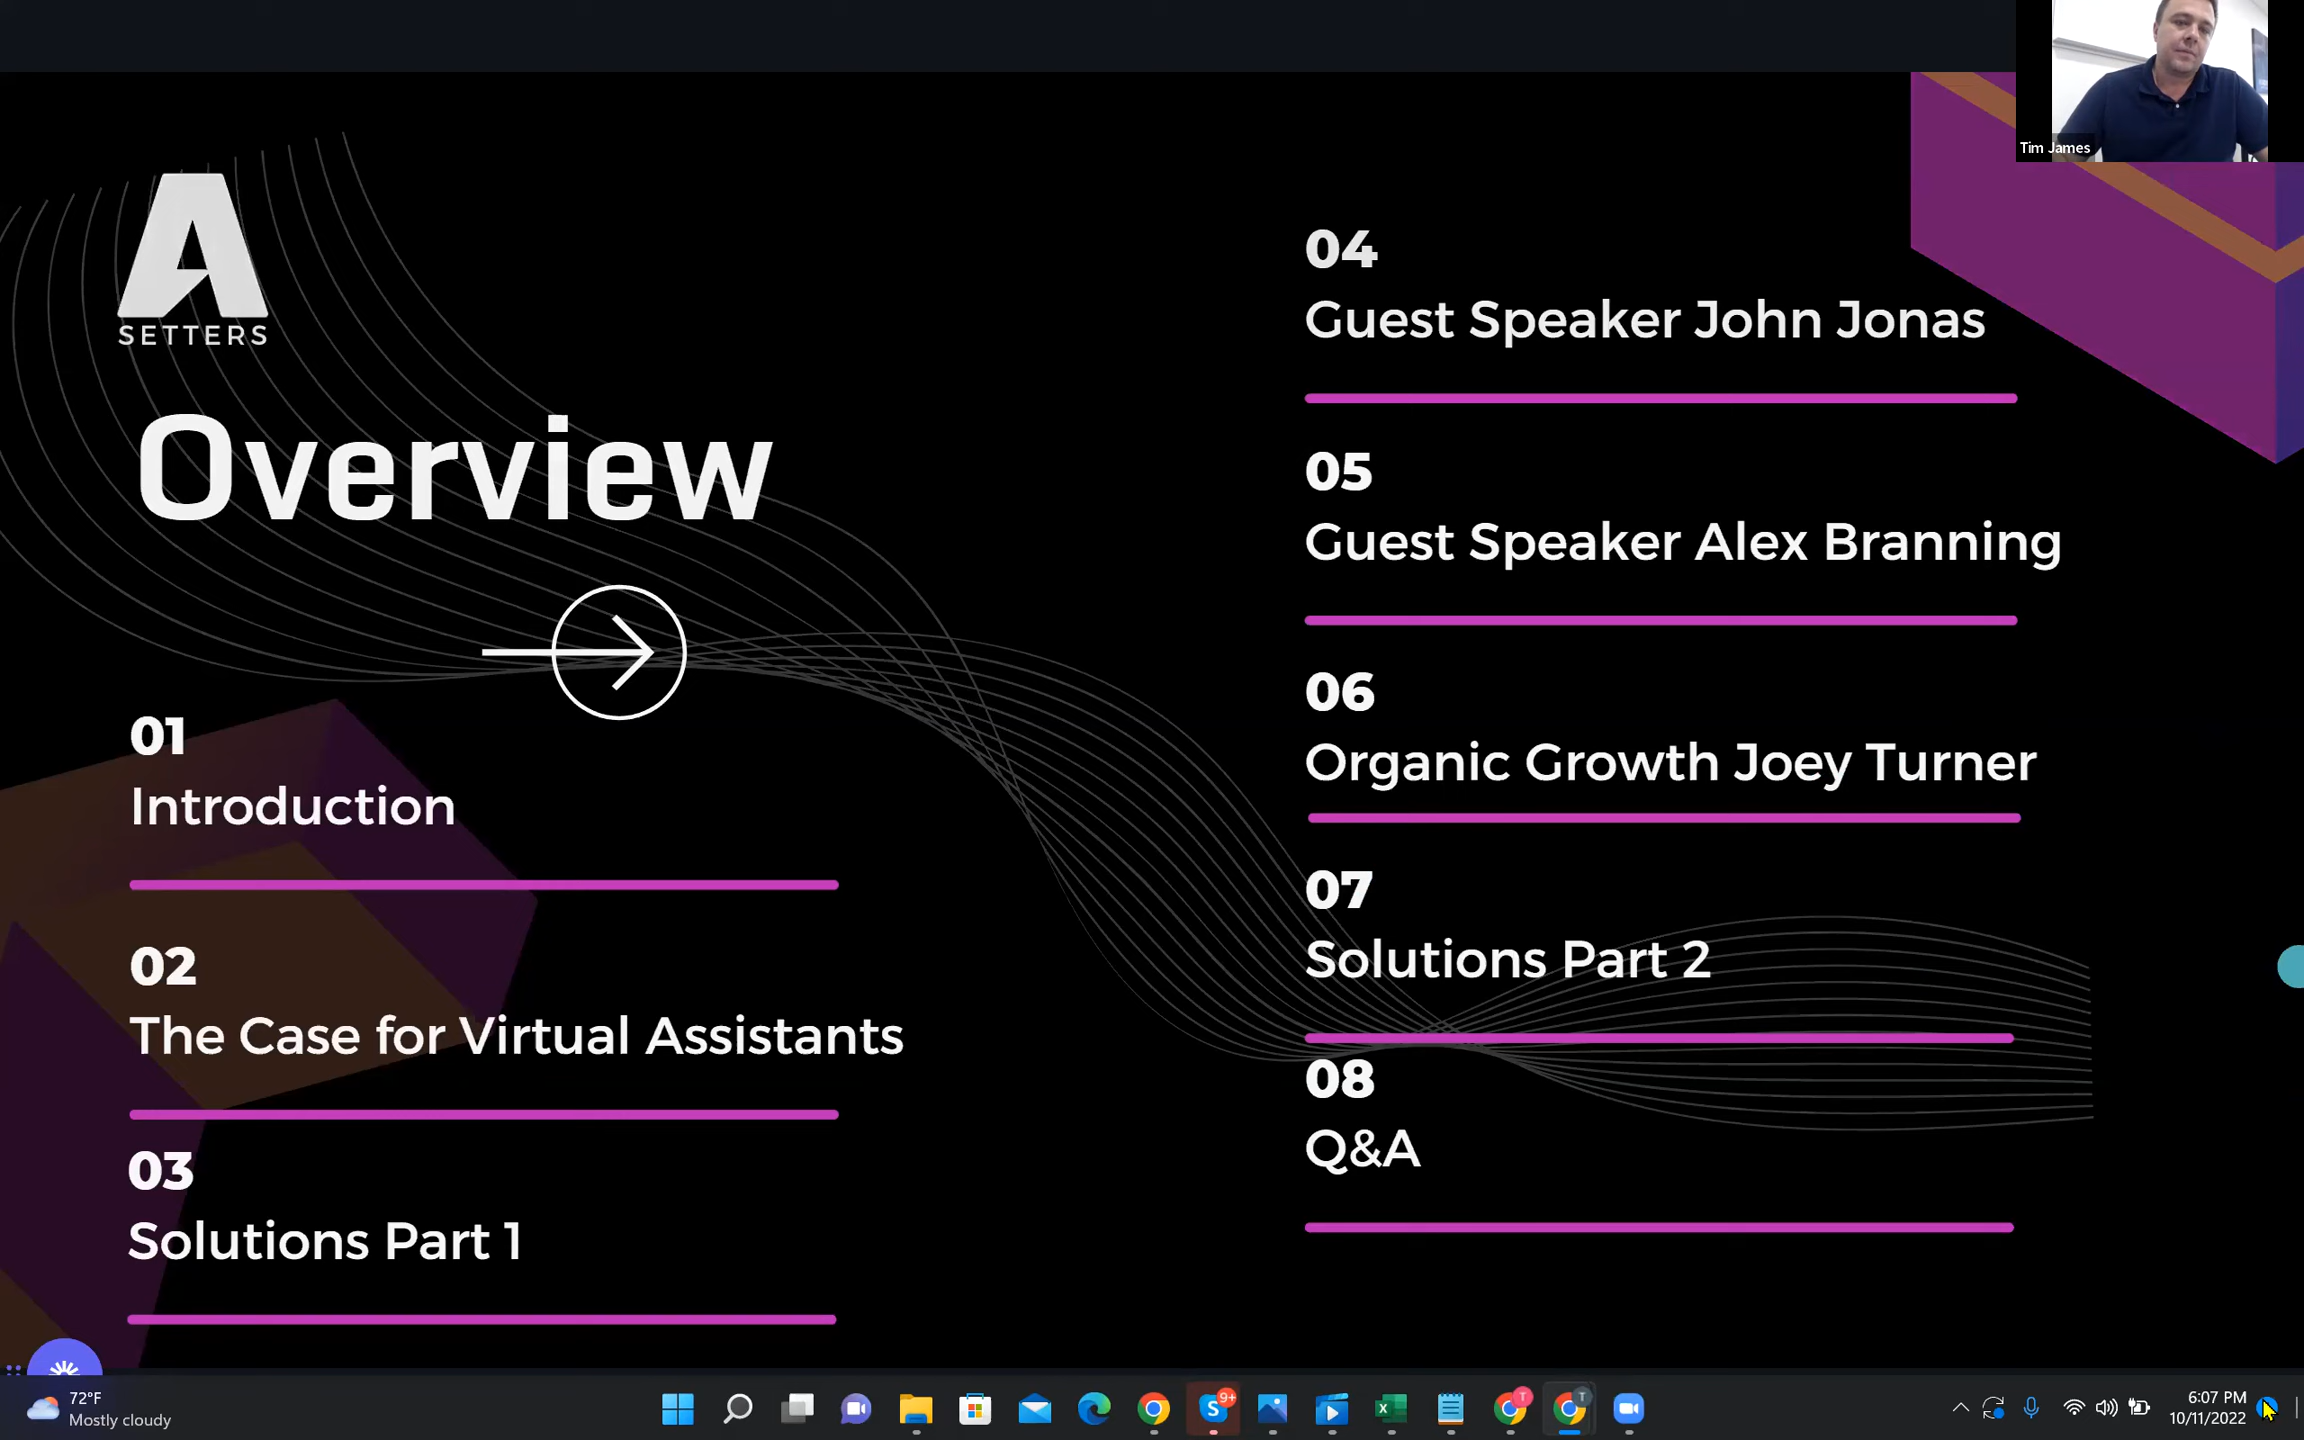 Tim James
A
SETTERS
Overview
01
Introduction
02
The Case for Virtual Assistants
03
Solutions Part 1
04
Guest Speaker John Jonas
05
Guest Speaker Alex Branning
06
Organic Growth Joey Turner
07
Solutions Part 2
08
Q&A
72°F
Mostly cloudy
9+
T
T
6:07 PM
10/11/2022